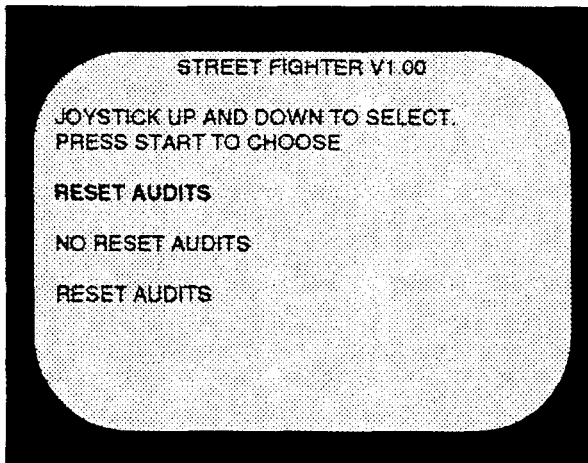 STREET FIGHTER V1.00
JOYSTICK UP AND DOWN TO SELECT.
PRESS START TO CHOOSE
RESET AUDITS
NO RESET AUDITS
RESET AUDITS